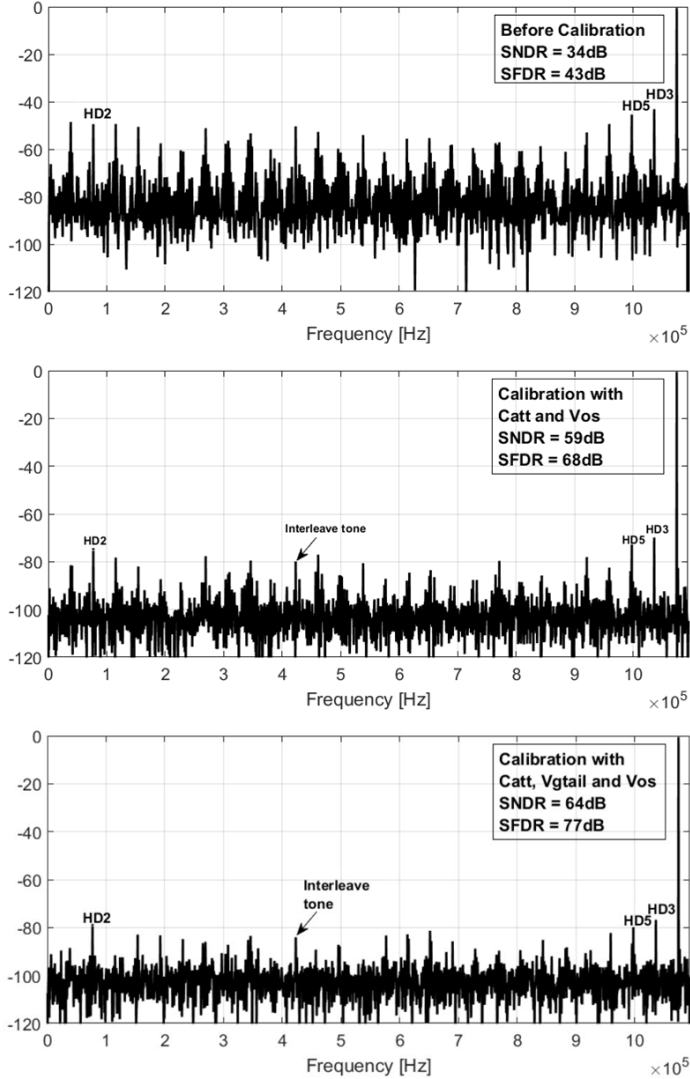 0
-20
-40
-60
-80
-100
-120
Before Calibration
SNDR = 34dB
SFDR = 43dB
HD2
HD5
HD3
0 1 2 3 4 5 6 7 8 9 10
Frequency [Hz]
×10^5
0
-20
-40
-60
-80
-100
-120
Calibration with
Catt and Vos
SNDR = 59dB
SFDR = 68dB
HD2
Interleave tone
HD5
HD3
0 1 2 3 4 5 6 7 8 9 10
Frequency [Hz]
×10^5
0
-20
-40
-60
-80
-100
-120
Calibration with
Catt, Vgtail and Vos
SNDR = 64dB
SFDR = 77dB
HD2
Interleave
tone
HD5
HD3
0 1 2 3 4 5 6 7 8 9 10
Frequency [Hz]
×10^5